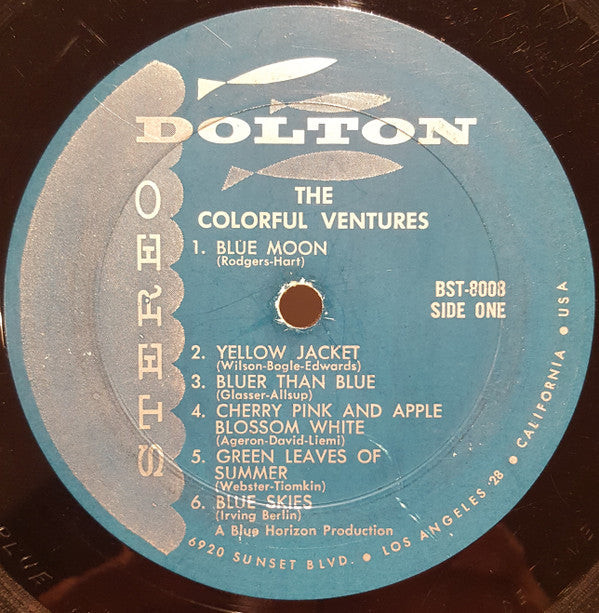 DOLTON
STEREO
THE
COLORFUL VENTURES
1. BLUE MOON
(Rodgers-Hart)
BST-8008
SIDE ONE
2. YELLOW JACKET
(Wilson-Bogle-Edwards)
3. BLUER THAN BLUE
(Glasser-Allsup)
4. CHERRY PINK AND APPLE
BLOSSOM WHITE
(Ageron-David-Liemi)
5. GREEN LEAVES OF
SUMMER
(Webster-Tiomkin)
6. BLUE SKIES
(Irving Berlin)
A Blue Horizon Production
6920 SUNSET BLVD. • LOS ANGELES 28 • CALIFORNIA • USA